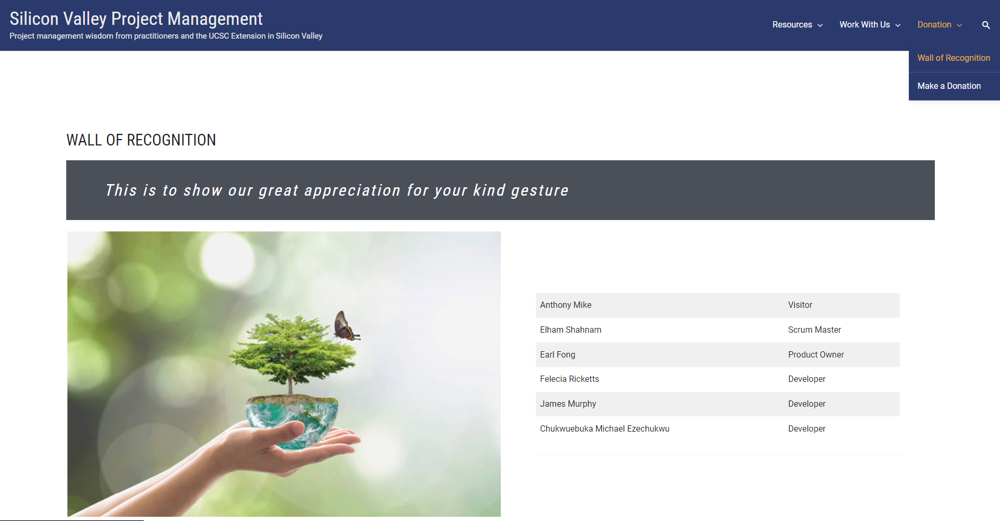 Silicon Valley Project Management
Project management wisdom from practitioners and the UCSC Extension in Silicon Valley
Resources
Work With Us
Donation
Wall of Recognition
Make a Donation
WALL OF RECOGNITION
This is to show our great appreciation for your kind gesture
Anthony Mike Visitor
Elham Shahnam Scrum Master
Earl Fong Product Owner
Felecia Ricketts Developer
James Murphy Developer
Chukwuebuka Michael Ezechukwu Developer